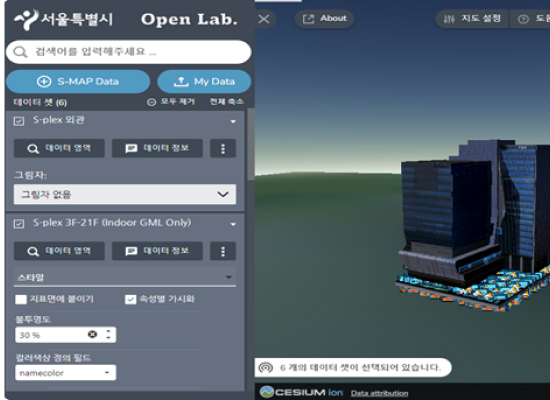 서울특별시 Open Lab.
About
지도 설정
검색어를 입력해주세요 ...
S-MAP Data
My Data
데이터 셋 (6)
모두 제거
전체 축소
S-plex 외관
데이터 영역
데이터 정보
그림자:
그림자 없음
S-plex 3F-21F (Indoor GML Only)
데이터 영역
데이터 정보
스타일
지표면에 붙이기
속성별 가시화
불투명도
30 %
컬러색상 정의 필드
namecolor
6 개의 데이터 셋이 선택되어 있습니다.
CESIUM ion Data attribution